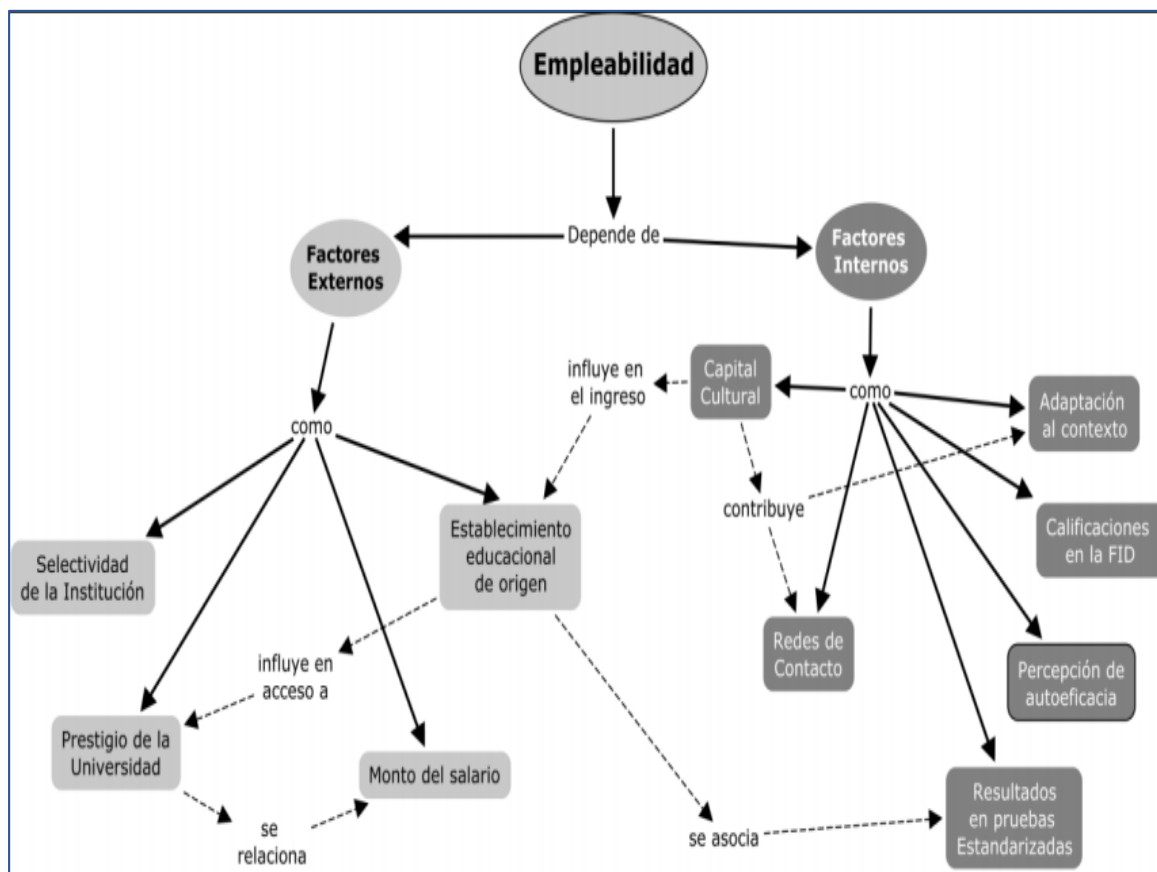 Empleabilidad
Depende de
Factores
Externos
Factores
Internos
como
influye en
el ingreso
Capital
Cultural
como
Adaptación
al contexto
contribuye
Establecimiento
educacional
de origen
Selectividad
de la Institución
Calificaciones
en la FID
Redes de
Contacto
influye en
acceso a
Percepción de
autoeficacia
Prestigio de la
Universidad
Monto del salario
Resultados
en pruebas
Estandarizadas
se
relaciona
se asocia